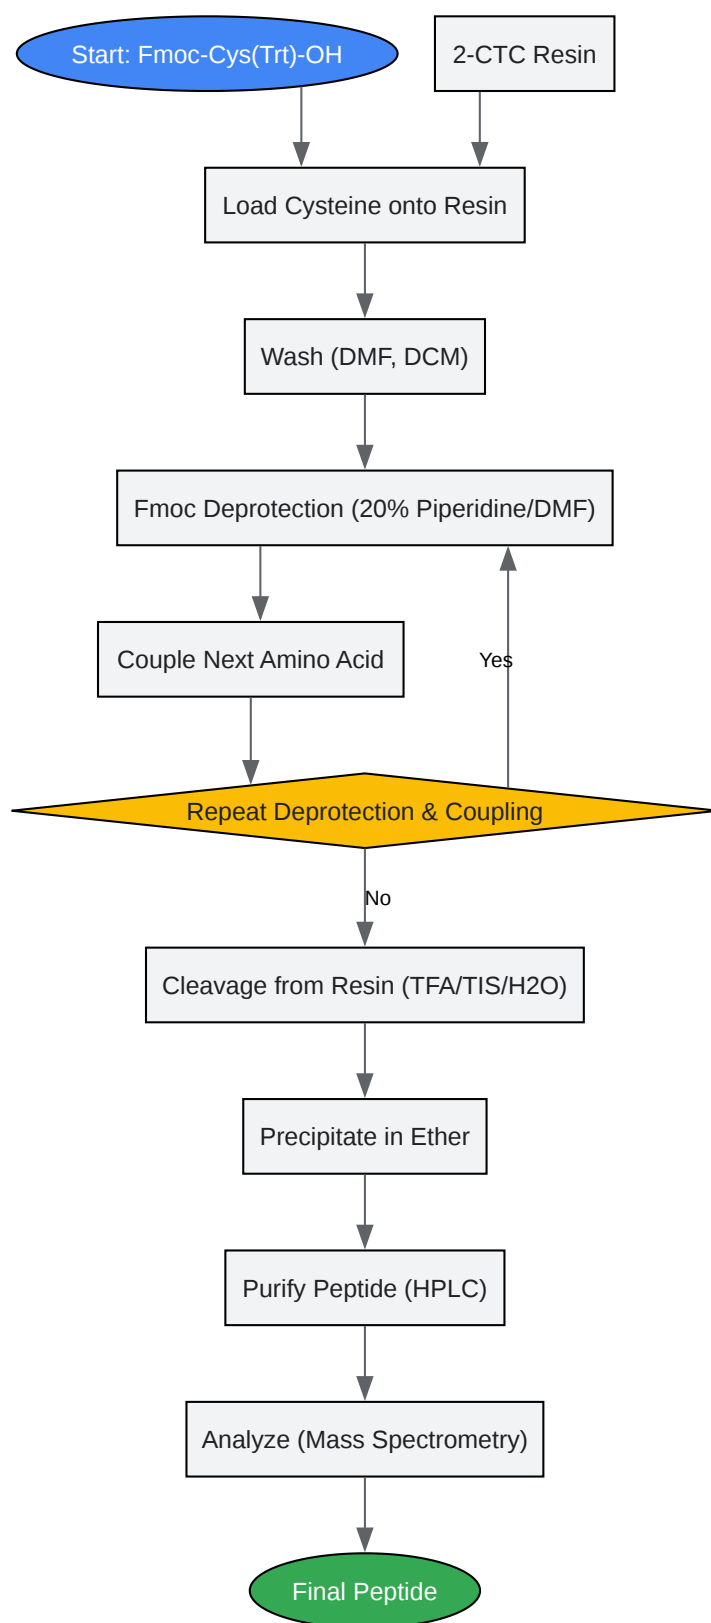 Start: Fmoc-Cys(Trt)-OH
2-CTC Resin
Load Cysteine onto Resin
Wash (DMF, DCM)
Fmoc Deprotection (20% Piperidine/DMF)
Couple Next Amino Acid
Yes
Repeat Deprotection & Coupling
No
Cleavage from Resin (TFA/TIS/H2O)
Precipitate in Ether
Purify Peptide (HPLC)
Analyze (Mass Spectrometry)
Final Peptide